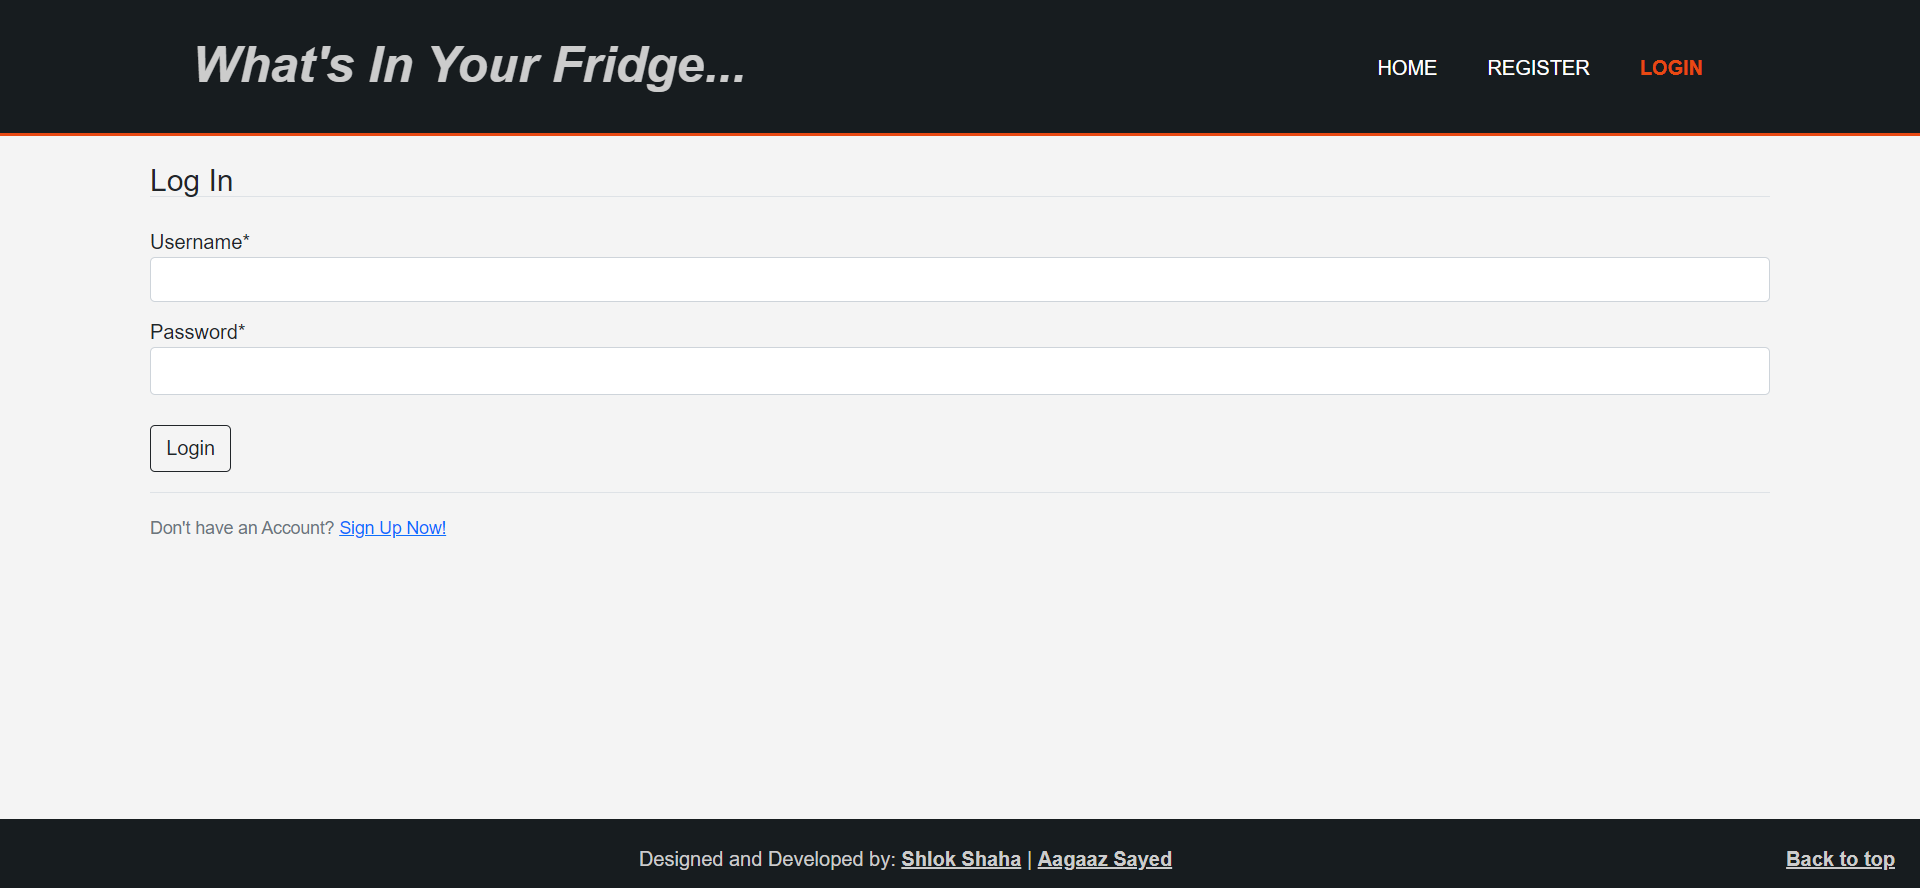 What's In Your Fridge...
HOME REGISTER LOGIN
Log In
Username*
Password*
Login
Don't have an Account? Sign Up Now!
Designed and Developed by: Shlok Shaha | Aagaaz Sayed
Back to top